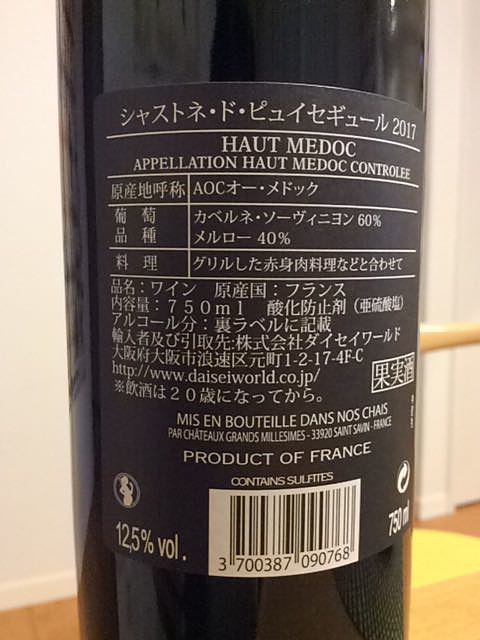 シャストネ・ド・ピュイセギュール 2017
HAUT MEDOC
APPELLATION HAUT MEDOC CONTROLEE
原産地呼称 AOCオー・メドック
葡萄品種 カベルネ・ソーヴィニヨン 60%
メルロー 40%
料理 グリルした赤身肉料理などと合わせて
品名：ワイン 原産国：フランス
内容量：750ml 酸化防止剤（亜硫酸塩）
アルコール分：裏ラベルに記載
輸入者及び引取先:株式会社ダイセイワールド
大阪府大阪市浪速区元町1-2-17-4F-C
http://www.daiseiworld.co.jp/
果実酒
※飲酒は20歳になってから。
MIS EN BOUTEILLE DANS NOS CHAIS
PAR CHÂTEAUX GRANDS MILLESIMES - 33920 SAINT SAVIN - FRANCE
PRODUCT OF FRANCE
CONTAINS SULFITES
12,5% vol.
750 ml
3 700387 090768